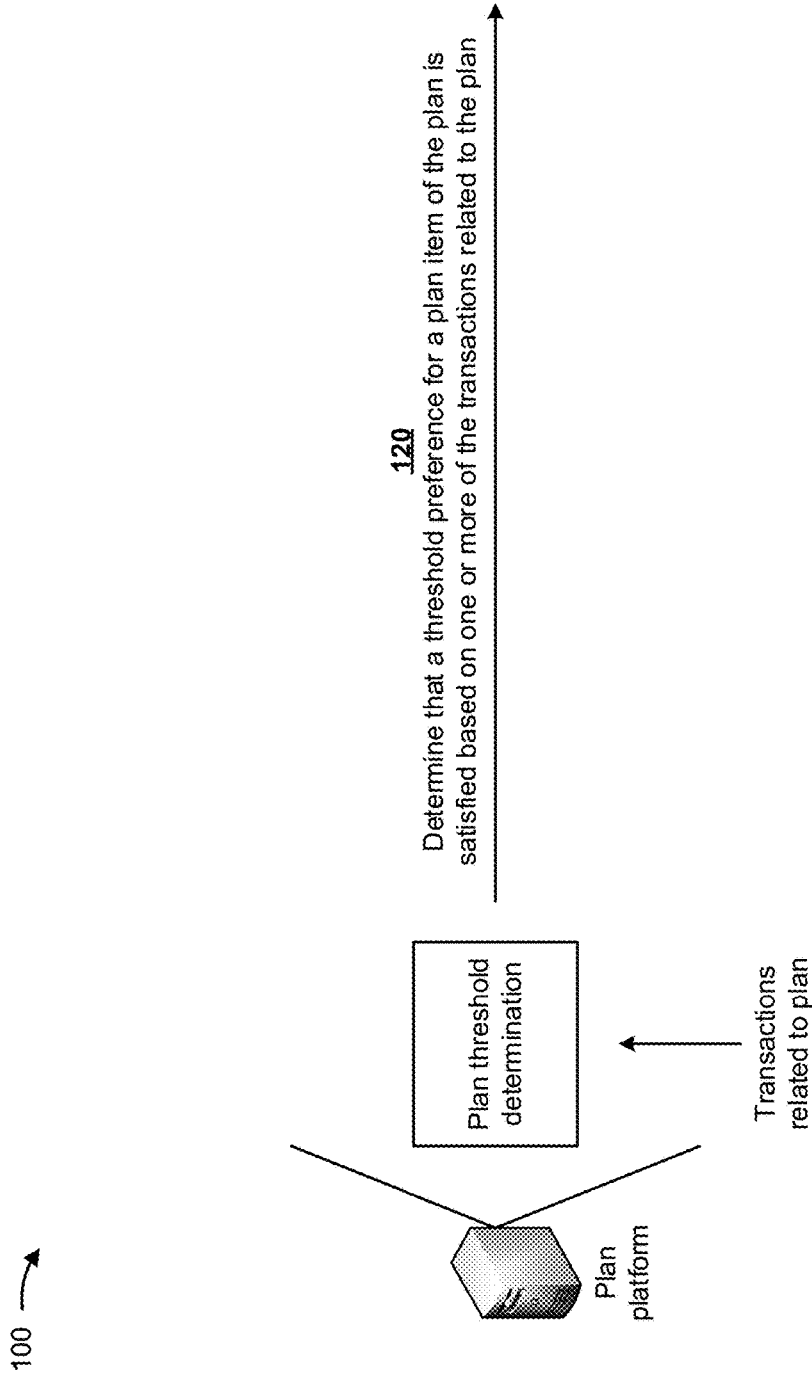 100
120
Determine that a threshold preference for a plan item of the plan is
satisfied based on one or more of the transactions related to the plan
Plan threshold
determination
Plan
platform
Transactions
related to plan